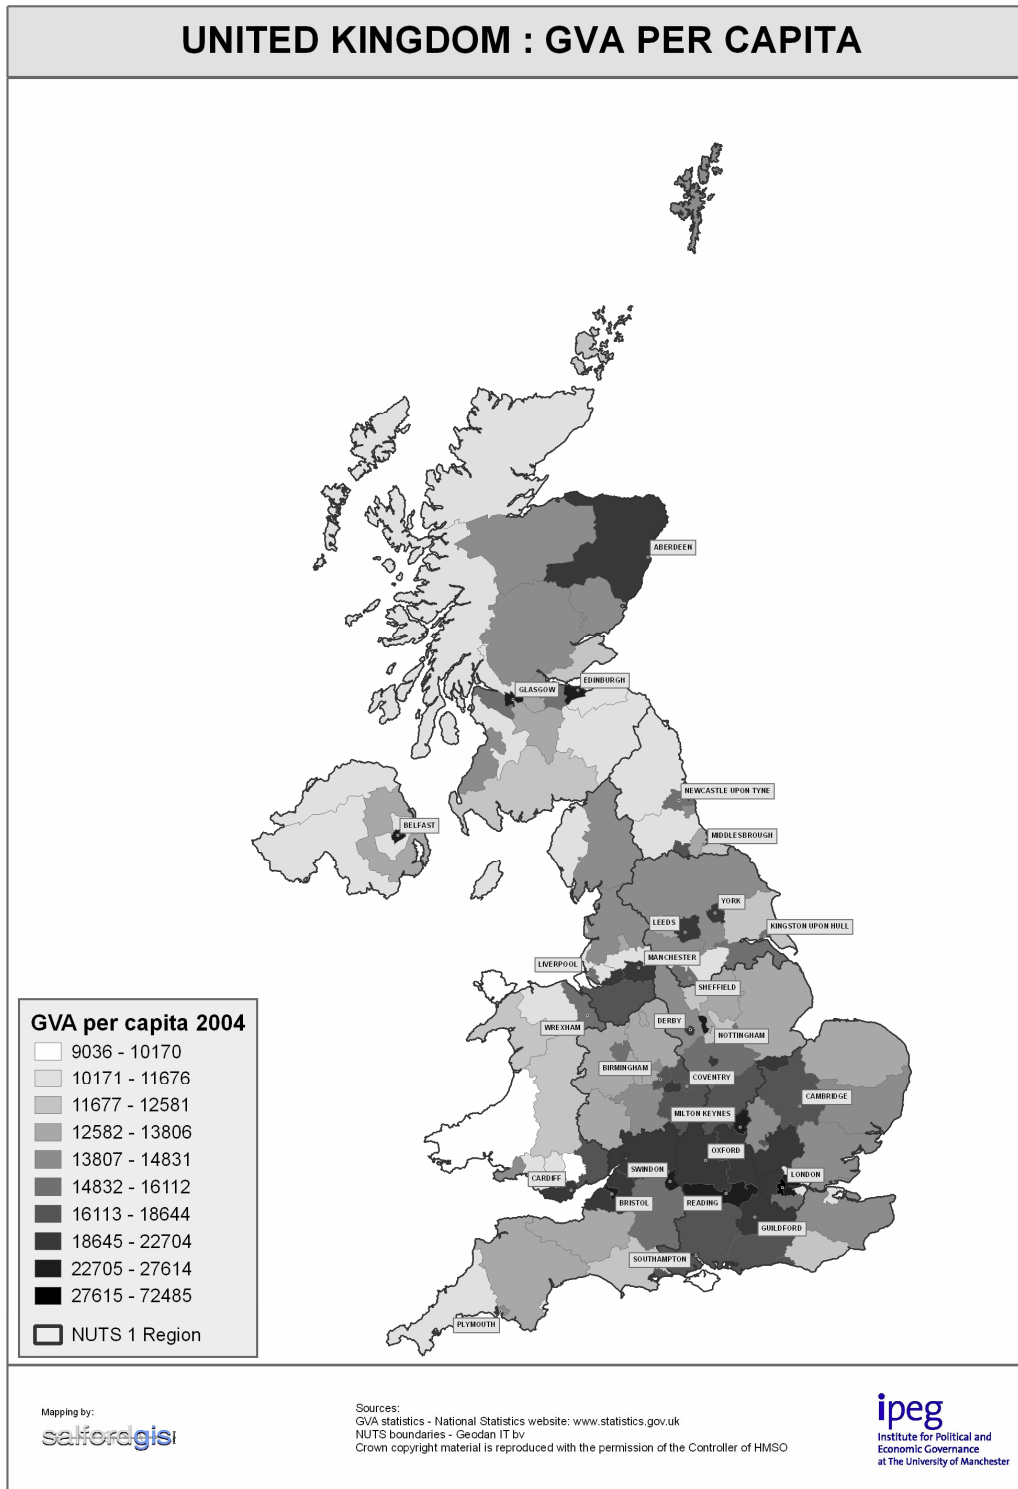 UNITED KINGDOM : GVA PER CAPITA
ABERDEEN
EDINBURGH
GLASGOW
NEWCASTLE UPON TYNE
BELFAST
MIDDLESBROUGH
YORK
LEEDS
KINGSTON UPON HULL
MANCHESTER
LIVERPOOL
SHEFFIELD
DERBY
WREXHAM
NOTTINGHAM
BIRMINGHAM
COVENTRY
CAMBRIDGE
MILTON KEYNES
OXFORD
SWINDON
LONDON
CARDIFF
BRISTOL
READING
GUILDFORD
SOUTHAMPTON
PLYMOUTH
GVA per capita 2004
9036 - 10170
10171 - 11676
11677 - 12581
12582 - 13806
13807 - 14831
14832 - 16112
16113 - 18644
18645 - 22704
22705 - 27614
27615 - 72485
NUTS 1 Region
Mapping by:
salfordgis
Sources:
GVA statistics - National Statistics website: www.statistics.gov.uk
NUTS boundaries - Geodan IT bv
Crown copyright material is reproduced with the permission of the Controller of HMSO
ipeg
Institute for Political and
Economic Governance
at The University of Manchester